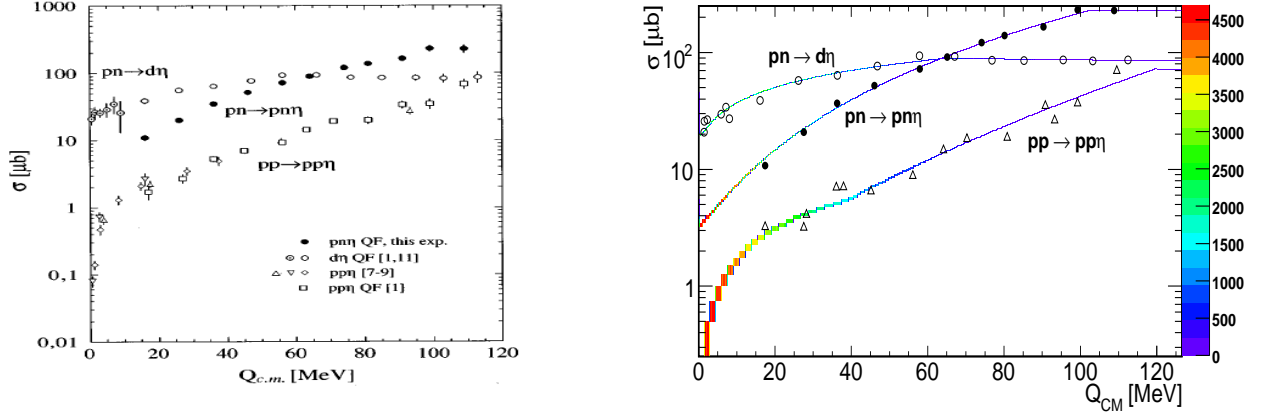 1000
100
10
1
0,1
0,01
σ [μb]
pn→dη
pn→pnη
pp→ppη
● pnη QF, this exp.
○ dη QF [1,11]
△ ▽ ◇ ppη [7-9]
□ ppη QF [1]
0 20 40 60 80 100 120
Q c.m. [MeV]
σ [μb]
10²
10
1
pn → dη
pn → pnη
pp → ppη
0 20 40 60 80 100 120
Q CM [MeV]
4500
4000
3500
3000
2500
2000
1500
1000
500
0